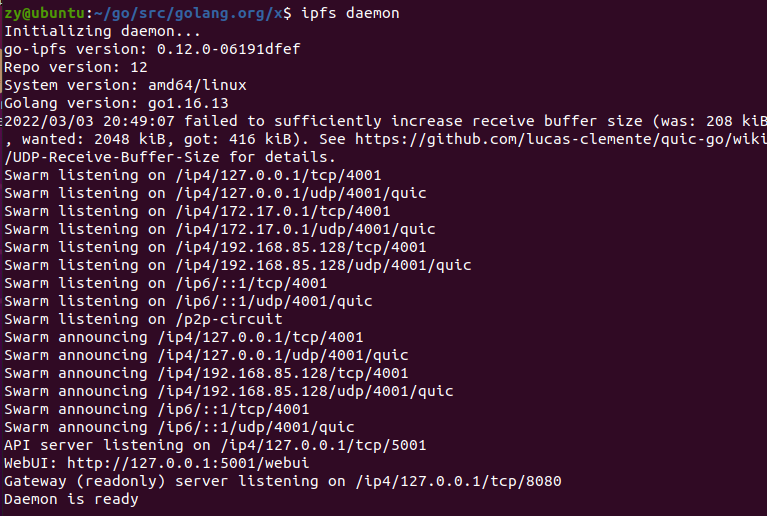 zy@ubuntu:~/go/src/golang.org/x$ ipfs daemon
Initializing daemon...
go-ipfs version: 0.12.0-06191dfef
Repo version: 12
System version: amd64/linux
Golang version: go1.16.13
2022/03/03 20:49:07 failed to sufficiently increase receive buffer size (was: 208 kiB
, wanted: 2048 kiB, got: 416 kiB). See https://github.com/lucas-clemente/quic-go/wiki
/UDP-Receive-Buffer-Size for details.
Swarm listening on /ip4/127.0.0.1/tcp/4001
Swarm listening on /ip4/127.0.0.1/udp/4001/quic
Swarm listening on /ip4/172.17.0.1/tcp/4001
Swarm listening on /ip4/172.17.0.1/udp/4001/quic
Swarm listening on /ip4/192.168.85.128/tcp/4001
Swarm listening on /ip4/192.168.85.128/udp/4001/quic
Swarm listening on /ip6/::1/tcp/4001
Swarm listening on /ip6/::1/udp/4001/quic
Swarm listening on /p2p-circuit
Swarm announcing /ip4/127.0.0.1/tcp/4001
Swarm announcing /ip4/127.0.0.1/udp/4001/quic
Swarm announcing /ip4/192.168.85.128/tcp/4001
Swarm announcing /ip4/192.168.85.128/udp/4001/quic
Swarm announcing /ip6/::1/tcp/4001
Swarm announcing /ip6/::1/udp/4001/quic
API server listening on /ip4/127.0.0.1/tcp/5001
WebUI: http://127.0.0.1:5001/webui
Gateway (readonly) server listening on /ip4/127.0.0.1/tcp/8080
Daemon is ready